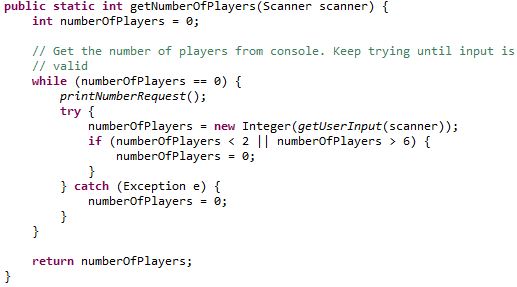 public static int getNumberOfPlayers(Scanner scanner) {
    int numberOfPlayers = 0;

    // Get the number of players from console. Keep trying until input is
    // valid
    while (numberOfPlayers == 0) {
        printNumberRequest();
        try {
            numberOfPlayers = new Integer(getUserInput(scanner));
            if (numberOfPlayers < 2 || numberOfPlayers > 6) {
                numberOfPlayers = 0;
            }
        } catch (Exception e) {
            numberOfPlayers = 0;
        }
    }

    return numberOfPlayers;
}